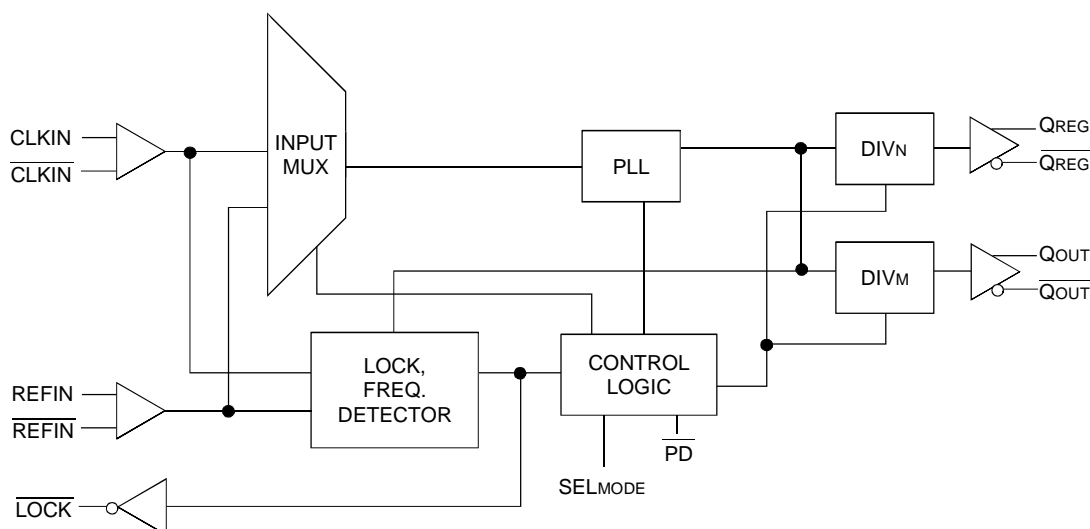 CLKIN
CLKIN
INPUT
MUX
PLL
DIVN
QREG
QREG
DIVM
QOUT
QOUT
LOCK,
FREQ.
DETECTOR
CONTROL
LOGIC
REFIN
REFIN
PD
SELMODE
LOCK